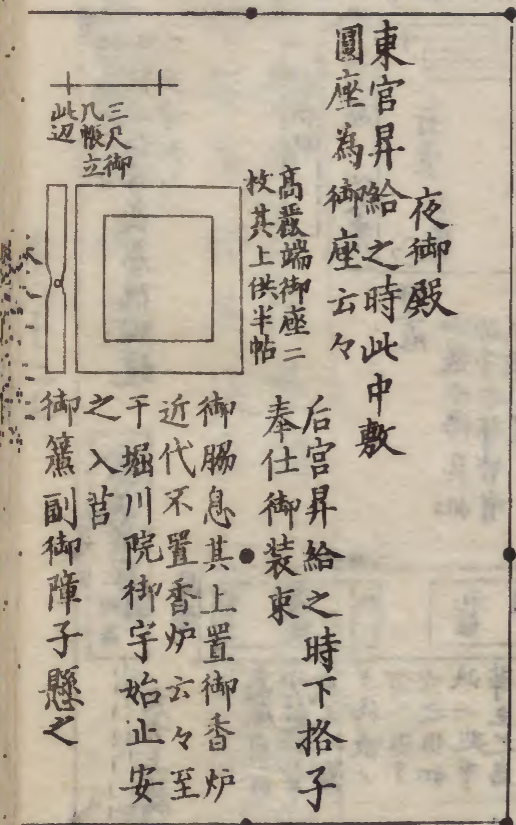 夜御殿
東宮昇給之時此中敷
圓座為御座云々
后宮昇給之時下格子
奉仕御装束
高麗端御座二
枚其上供半帖
御脇息其上置御香炉
近代不置香炉云々至
于堀川院御宇始止安
之入莒
御簾副御障子懸之
三尺御
几帳立
此辺